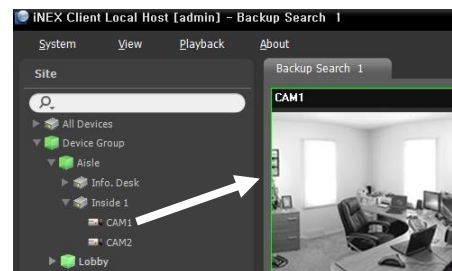 iNEX Client Local Host [admin] - Backup Search 1
System View Playback About
Site
Backup Search 1
CAM1
All Devices
Device Group
Aisle
Info. Desk
Inside 1
CAM1
CAM2
Lobby